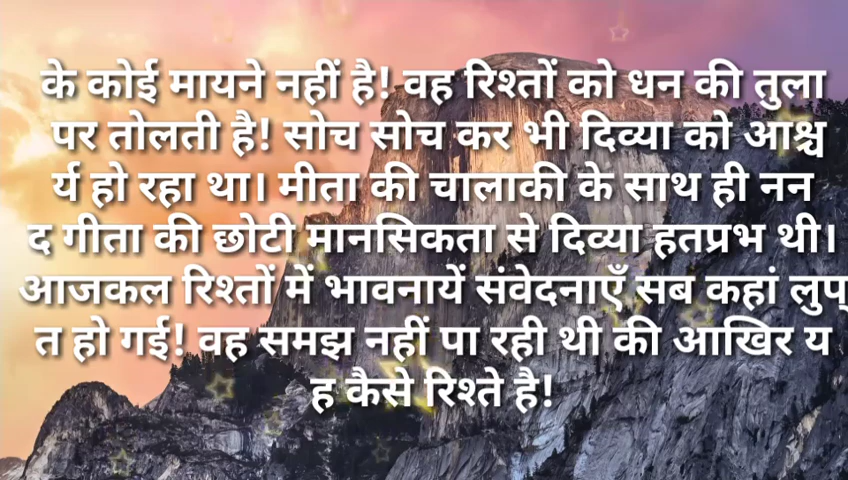 के कोई मायने नहीं है! वह रिश्तों को धन की तुला
पर तोलती है! सोच सोच कर भी दिव्या को आश्च
र्य हो रहा था। मीता की चालाकी के साथ ही नन
द गीता की छोटी मानसिकता से दिव्या हतप्रभ थी।
आजकल रिश्तों में भावनायें संवेदनाएँ सब कहां लुप्
त हो गई! वह समझ नहीं पा रही थी की आखिर य
ह कैसे रिश्ते है!